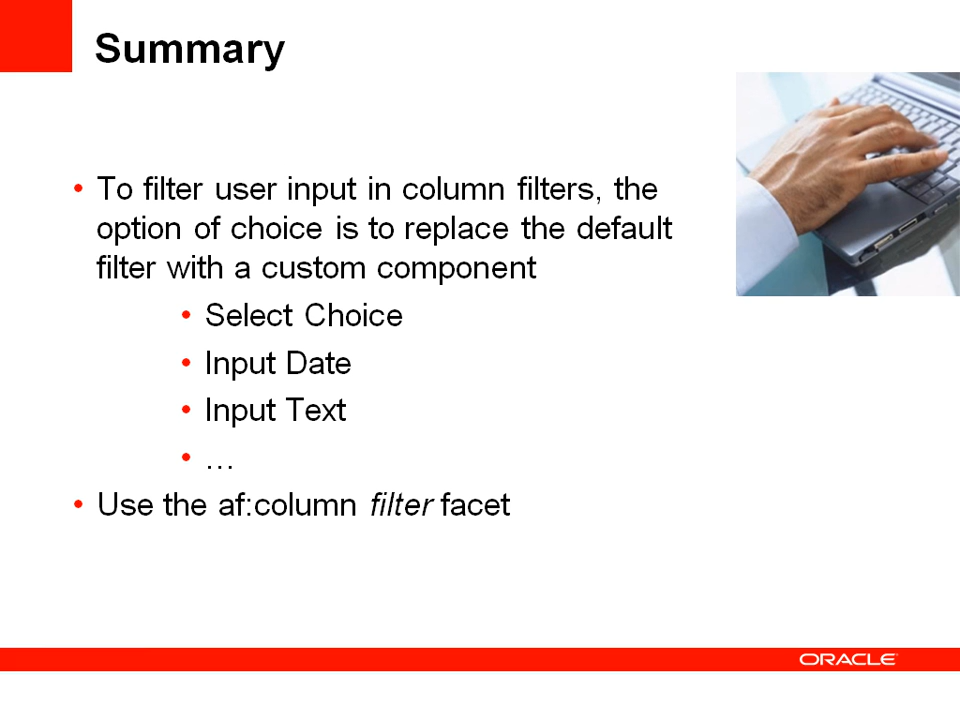 Summary
• To filter user input in column filters, the
option of choice is to replace the default
filter with a custom component
• Select Choice
• Input Date
• Input Text
• ...
• Use the af:column filter facet
ORACLE